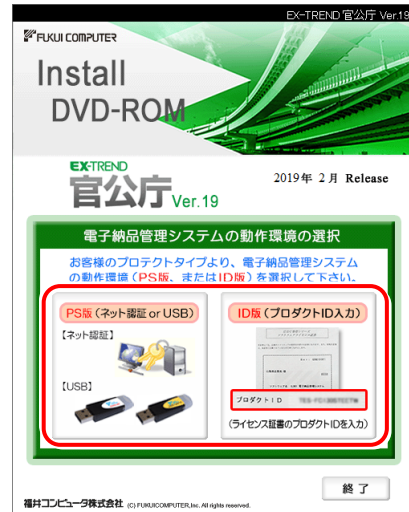 EX-TREND 官公庁 Ver.19
FUKUI COMPUTER
Install
DVD-ROM
EX-TREND
官公庁 Ver.19
2019年 2月 Release
電子納品管理システムの動作環境の選択
お客様のプロテクトタイプより、電子納品管理システム
の動作環境（PS版、またはID版）を選択して下さい。
PS版（ネット認証 or USB）
【ネット認証】
【USB】
ID版（プロダクトID入力）
プロダクトＩＤ
（ライセンス証書のプロダクトIDを入力）
終了
福井コンピュータ株式会社 (C) FUKUICOMPUTER,Inc. All rights reserved.